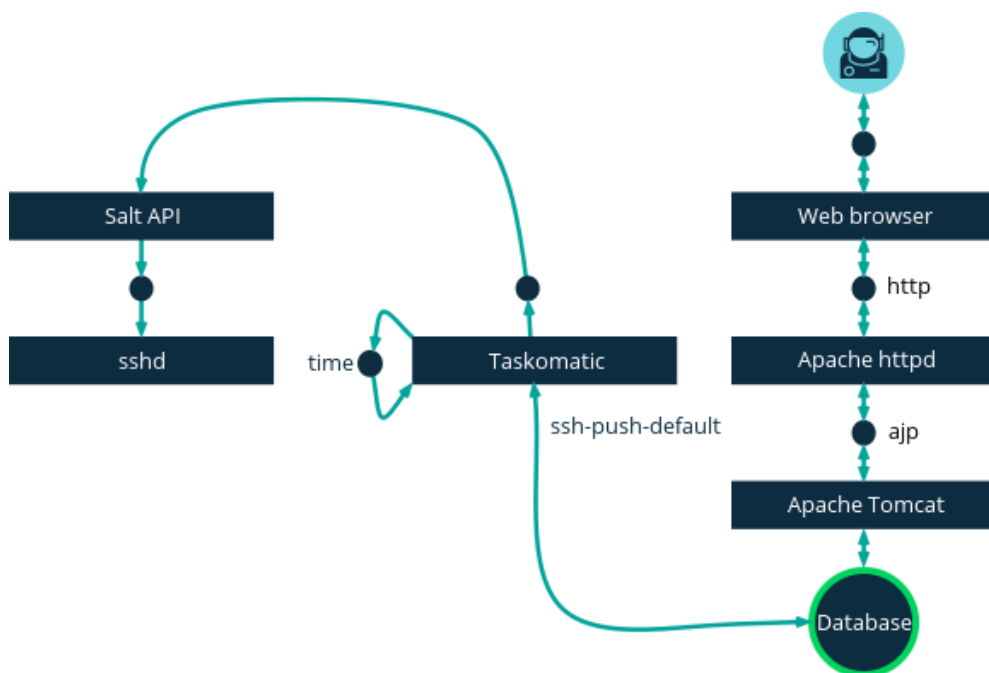 Salt API
Web browser
http
sshd
time
Taskomatic
Apache httpd
ssh-push-default
ajp
Apache Tomcat
Database